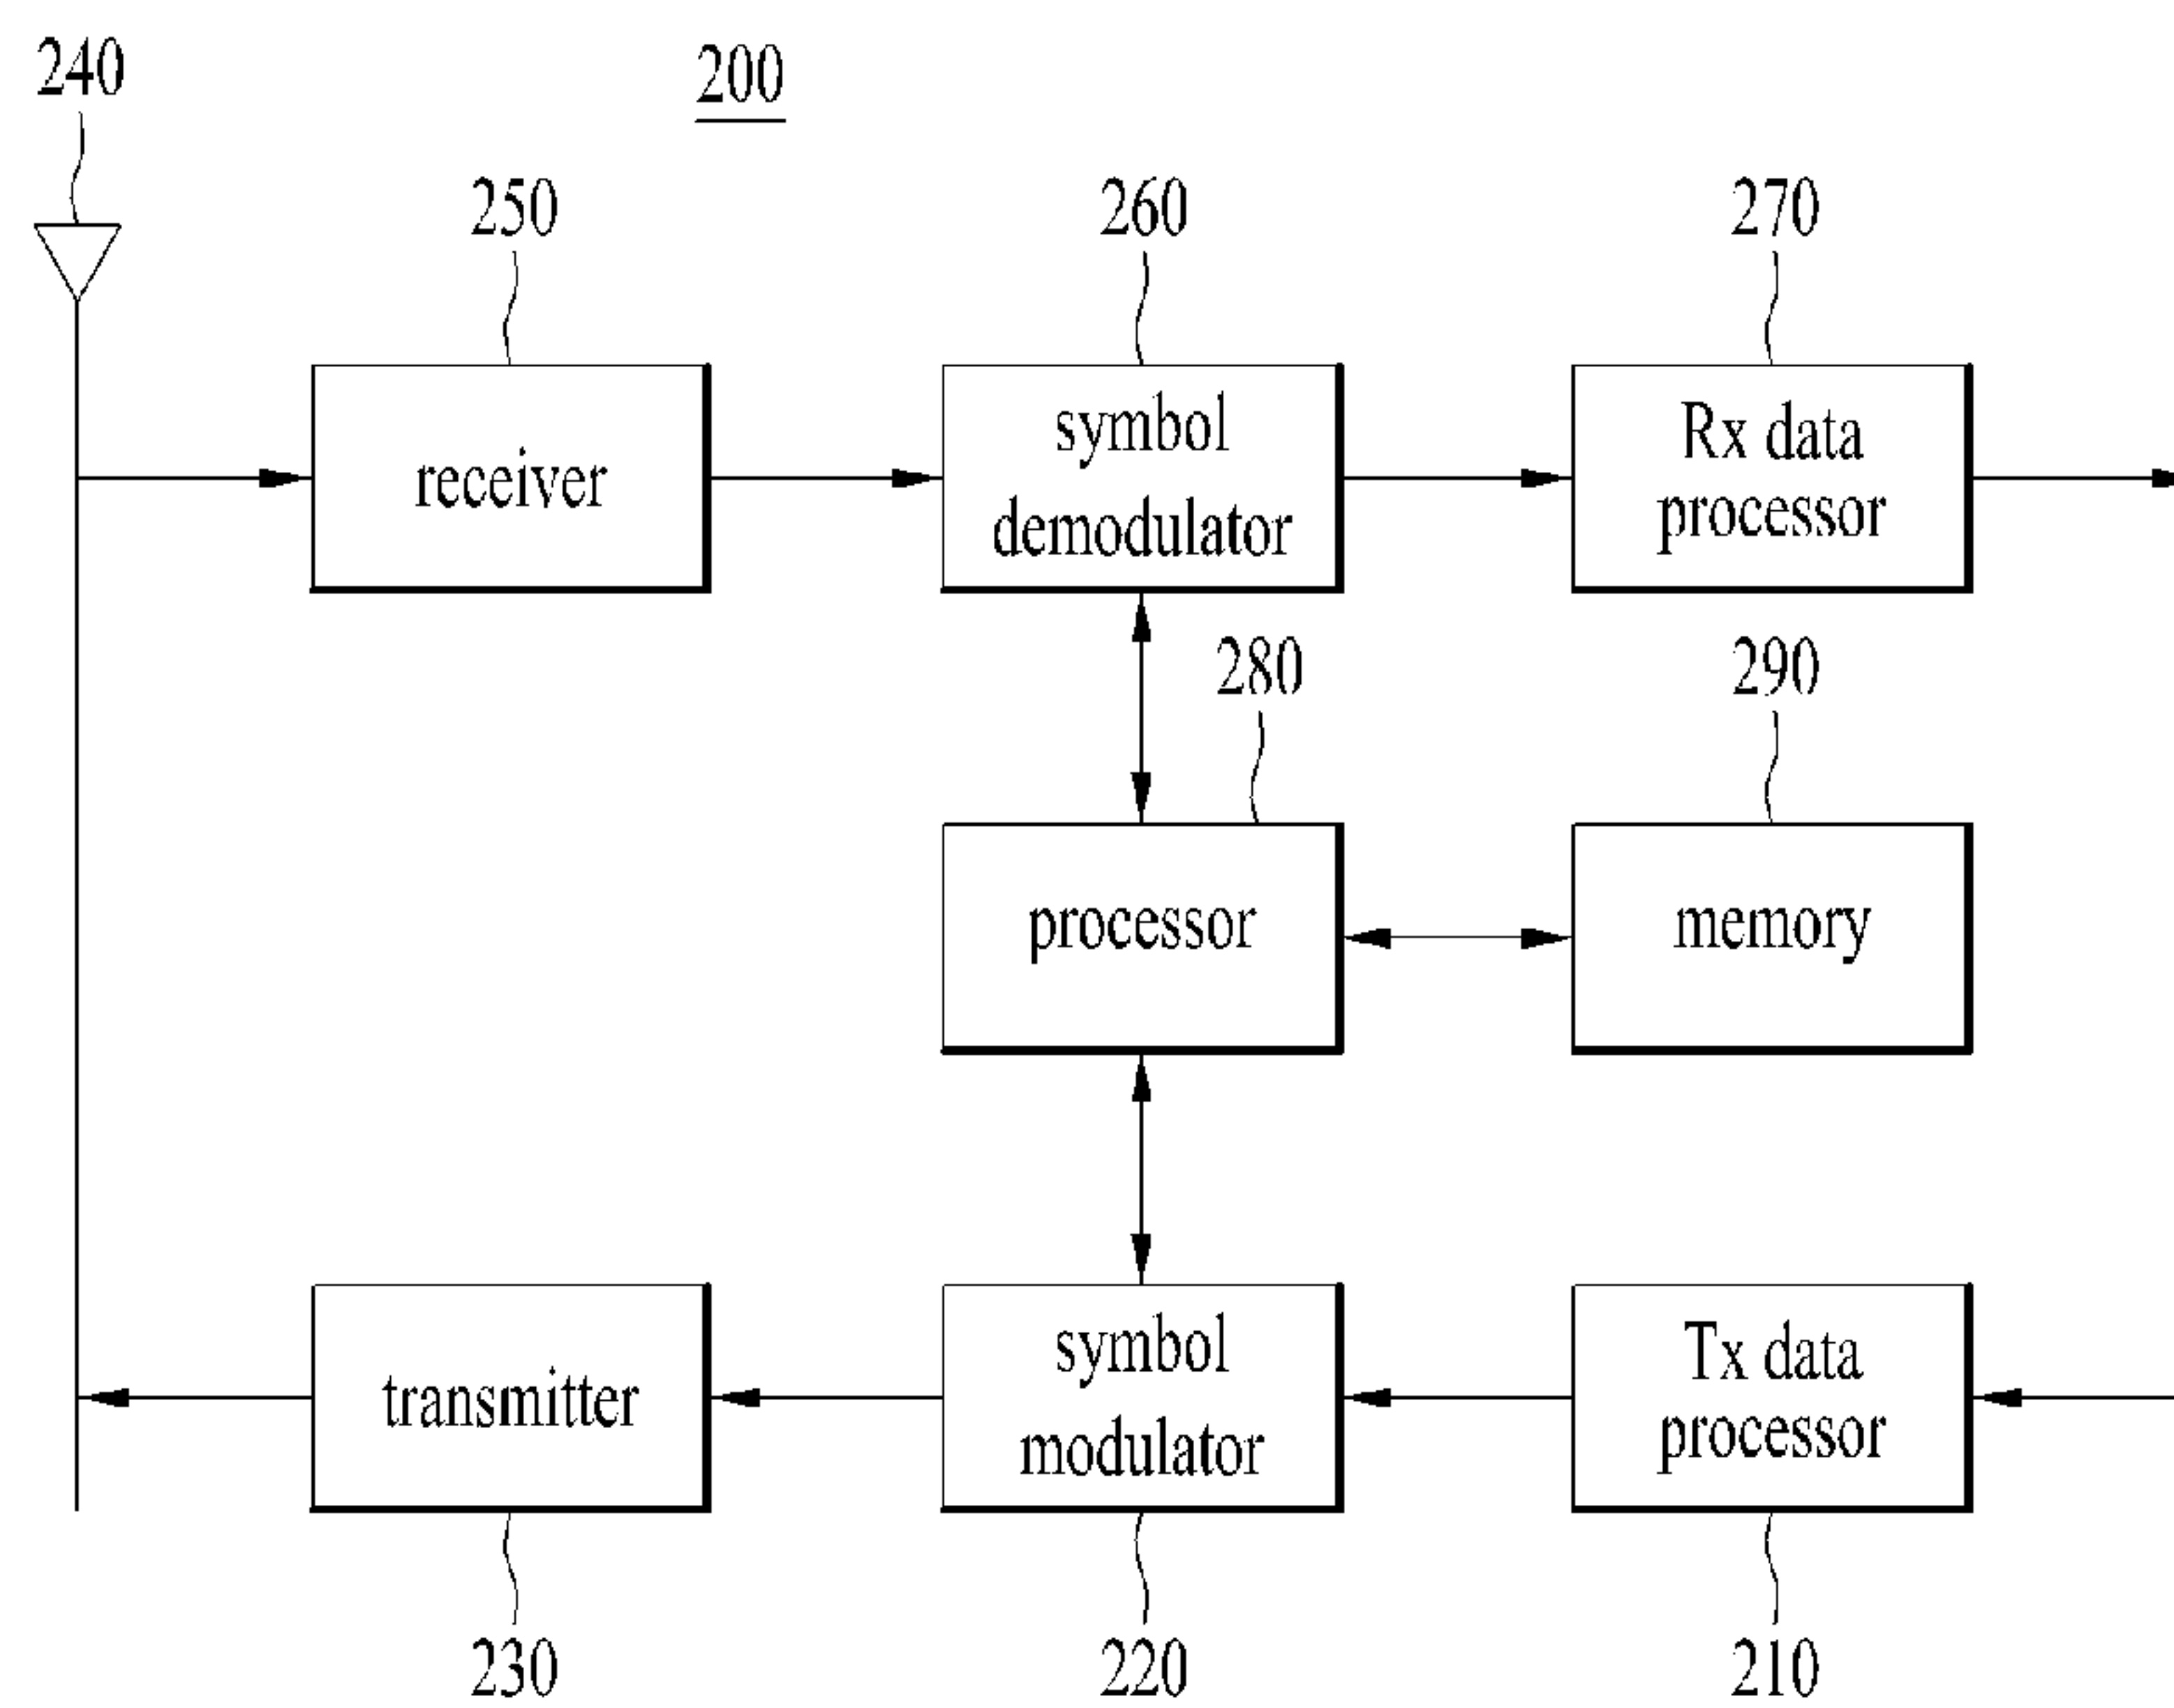 240
200
250
260
270
receiver
symbol
demodulator
Rx data
processor
280
290
processor
memory
transmitter
symbol
modulator
Tx data
processor
230
220
210